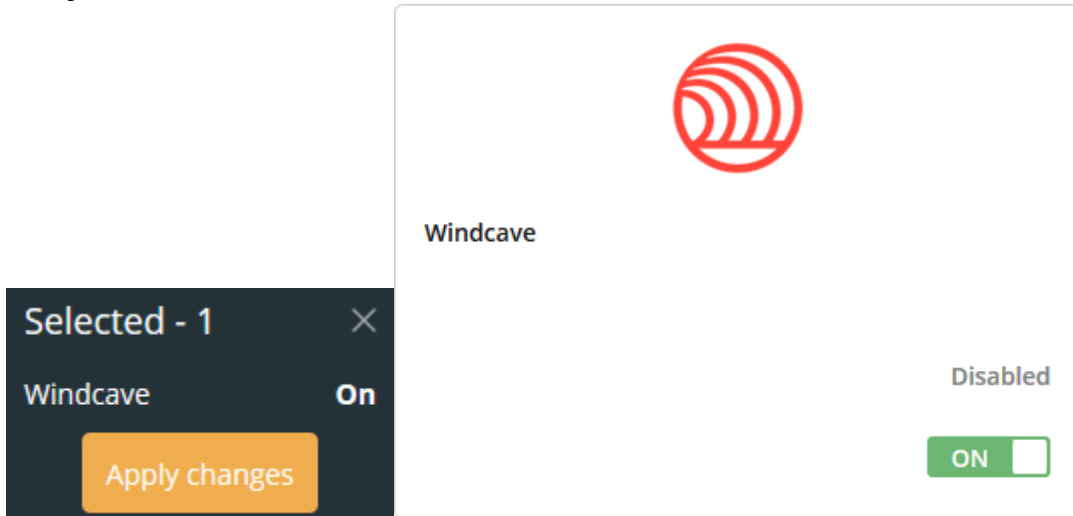 Windcave
Disabled
ON
Selected - 1
Windcave On
Apply changes